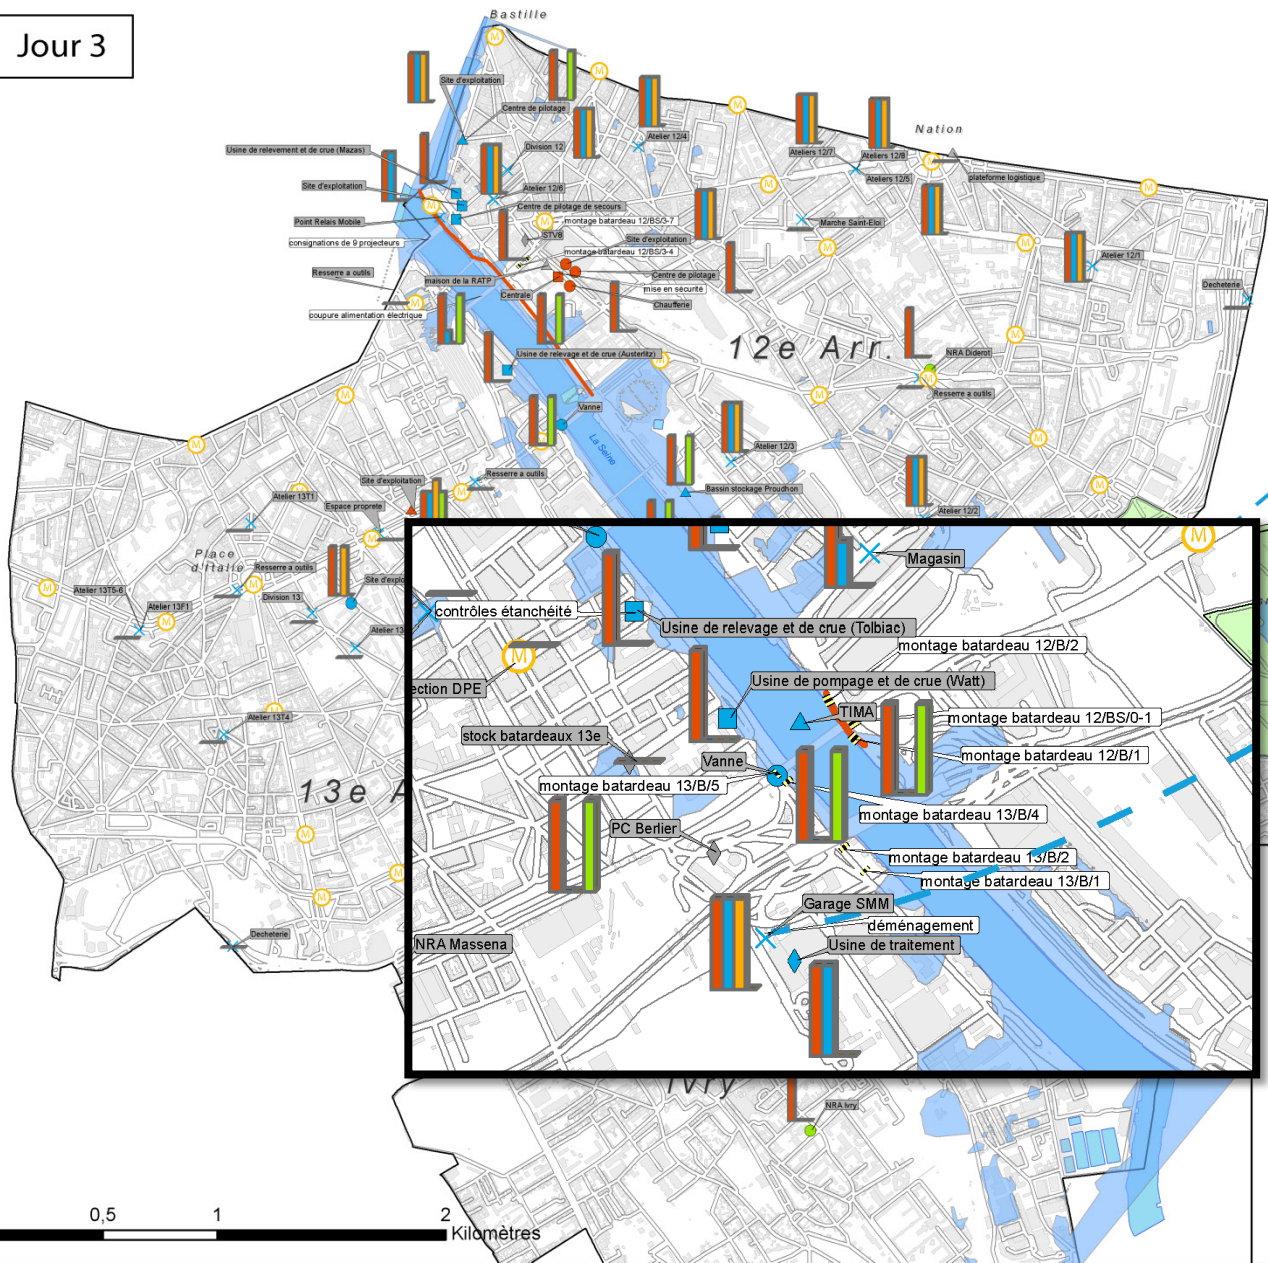 Jour 3
Bastille
Site d'exploitation
Centre de pilotage
Atelier 12/4
Ateliers 12/7
Ateliers 12/8
Nation
Usine de relevement et de crue (Mazas)
Division 12
Ateliers 12/5
plateforme logistique
Site d'exploitation
Atelier 12/6
Centre de pilotage de secours
Point Relais Mobile
montage batardeau 12/BS/3-7
Marche Saint-Eloi
consignations de 9 projecteurs
STV8
Site d'exploitation
montage batardeau 12/BS/3-4
Atelier 12/1
Resserre a outils
maison de la RATP
Centre de pilotage
mise en sécurité
Decheterie
Centrale
Chaufferie
coupure alimentation électrique
12e Arr.
Usine de relevage et de crue (Austerlitz)
NRA Diderot
Resserre a outils
Vanne
La Seine
Atelier 12/3
Resserre a outils
Site d'exploitation
Bassin stockage Proudhon
Atelier 13T1
Espace proprete
Atelier 12/2
Place
d'Italie
Resserre a outils
Site d'explo
Atelier 13T5-6
Division 13
Atelier 13F1
Atelier 13
Atelier 13T4
13e A
Decheterie
Magasin
contrôles étanchéité
Usine de relevage et de crue (Tolbiac)
montage batardeau 12/B/2
ection DPE
Usine de pompage et de crue (Watt)
TIMA
montage batardeau 12/BS/0-1
stock batardeaux 13e
montage batardeau 12/B/1
Vanne
montage batardeau 13/B/5
montage batardeau 13/B/4
PC Berlier
montage batardeau 13/B/2
montage batardeau 13/B/1
Garage SMM
déménagement
NRA Massena
Usine de traitement
Ivry
NRA Ivry
0,5 1 2
Kilomètres